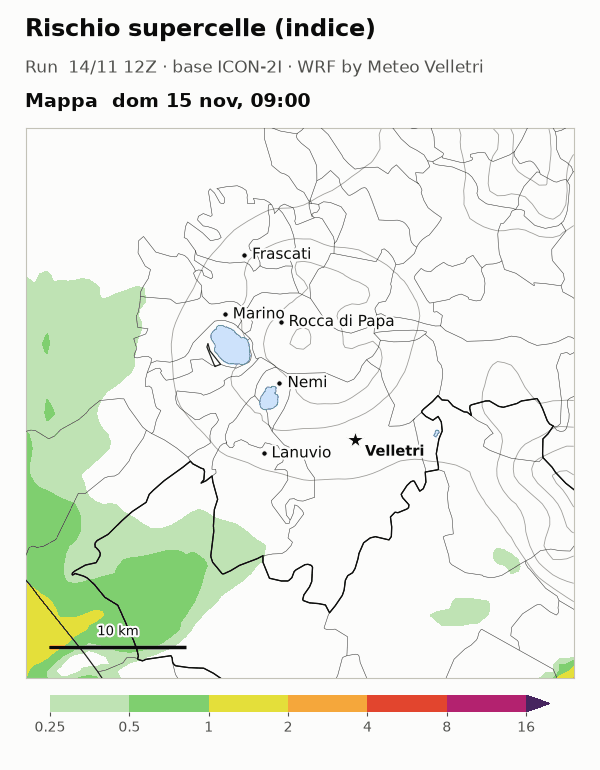 Rischio supercelle (indice)
Run  14/11 12Z · base ICON-2I · WRF by Meteo Velletri
Mappa  dom 15 nov, 09:00
Frascati
Marino
Rocca di Papa
Nemi
Velletri
Lanuvio
10 km
0.25 0.5 1 2 4 8 16